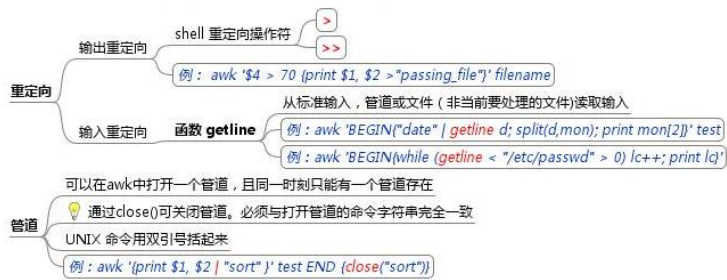 重定向
输出重定向
shell 重定向操作符
>
>>
例： awk '$4 > 70 {print $1, $2 >"passing_file"}' filename
输入重定向
函数 getline
从标准输入，管道或文件（非当前要处理的文件)读取输入
例：awk 'BEGIN{"date" | getline d; split(d,mon); print mon[2]}' test
例：awk 'BEGIN{while (getline < "/etc/passwd" > 0) lc++; print lc}'
管道
可以在awk中打开一个管道，且同一时刻只能有一个管道存在
通过close()可关闭管道。必须与打开管道的命令字符串完全一致
UNIX 命令用双引号括起来
例：awk '{print $1, $2 | "sort" }' test END {close("sort")}